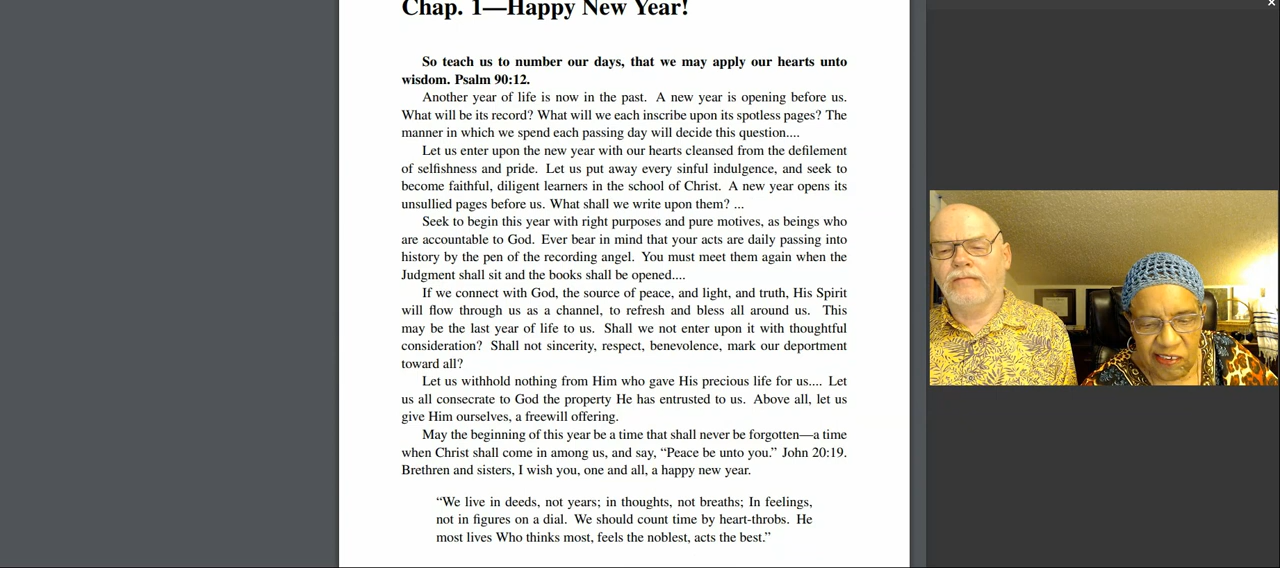 Chap. 1—Happy New Year!
So teach us to number our days, that we may apply our hearts unto
wisdom. Psalm 90:12.
Another year of life is now in the past. A new year is opening before us.
What will be its record? What will we each inscribe upon its spotless pages? The
manner in which we spend each passing day will decide this question....
Let us enter upon the new year with our hearts cleansed from the defilement
of selfishness and pride. Let us put away every sinful indulgence, and seek to
become faithful, diligent learners in the school of Christ. A new year opens its
unsullied pages before us. What shall we write upon them? ...
Seek to begin this year with right purposes and pure motives, as beings who
are accountable to God. Ever bear in mind that your acts are daily passing into
history by the pen of the recording angel. You must meet them again when the
Judgment shall sit and the books shall be opened....
If we connect with God, the source of peace, and light, and truth, His Spirit
will flow through us as a channel, to refresh and bless all around us. This
may be the last year of life to us. Shall we not enter upon it with thoughtful
consideration? Shall not sincerity, respect, benevolence, mark our deportment
toward all?
Let us withhold nothing from Him who gave His precious life for us.... Let
us all consecrate to God the property He has entrusted to us. Above all, let us
give Him ourselves, a freewill offering.
May the beginning of this year be a time that shall never be forgotten—a time
when Christ shall come in among us, and say, “Peace be unto you.” John 20:19.
Brethren and sisters, I wish you, one and all, a happy new year.
“We live in deeds, not years; in thoughts, not breaths; In feelings,
not in figures on a dial. We should count time by heart-throbs. He
most lives Who thinks most, feels the noblest, acts the best.”